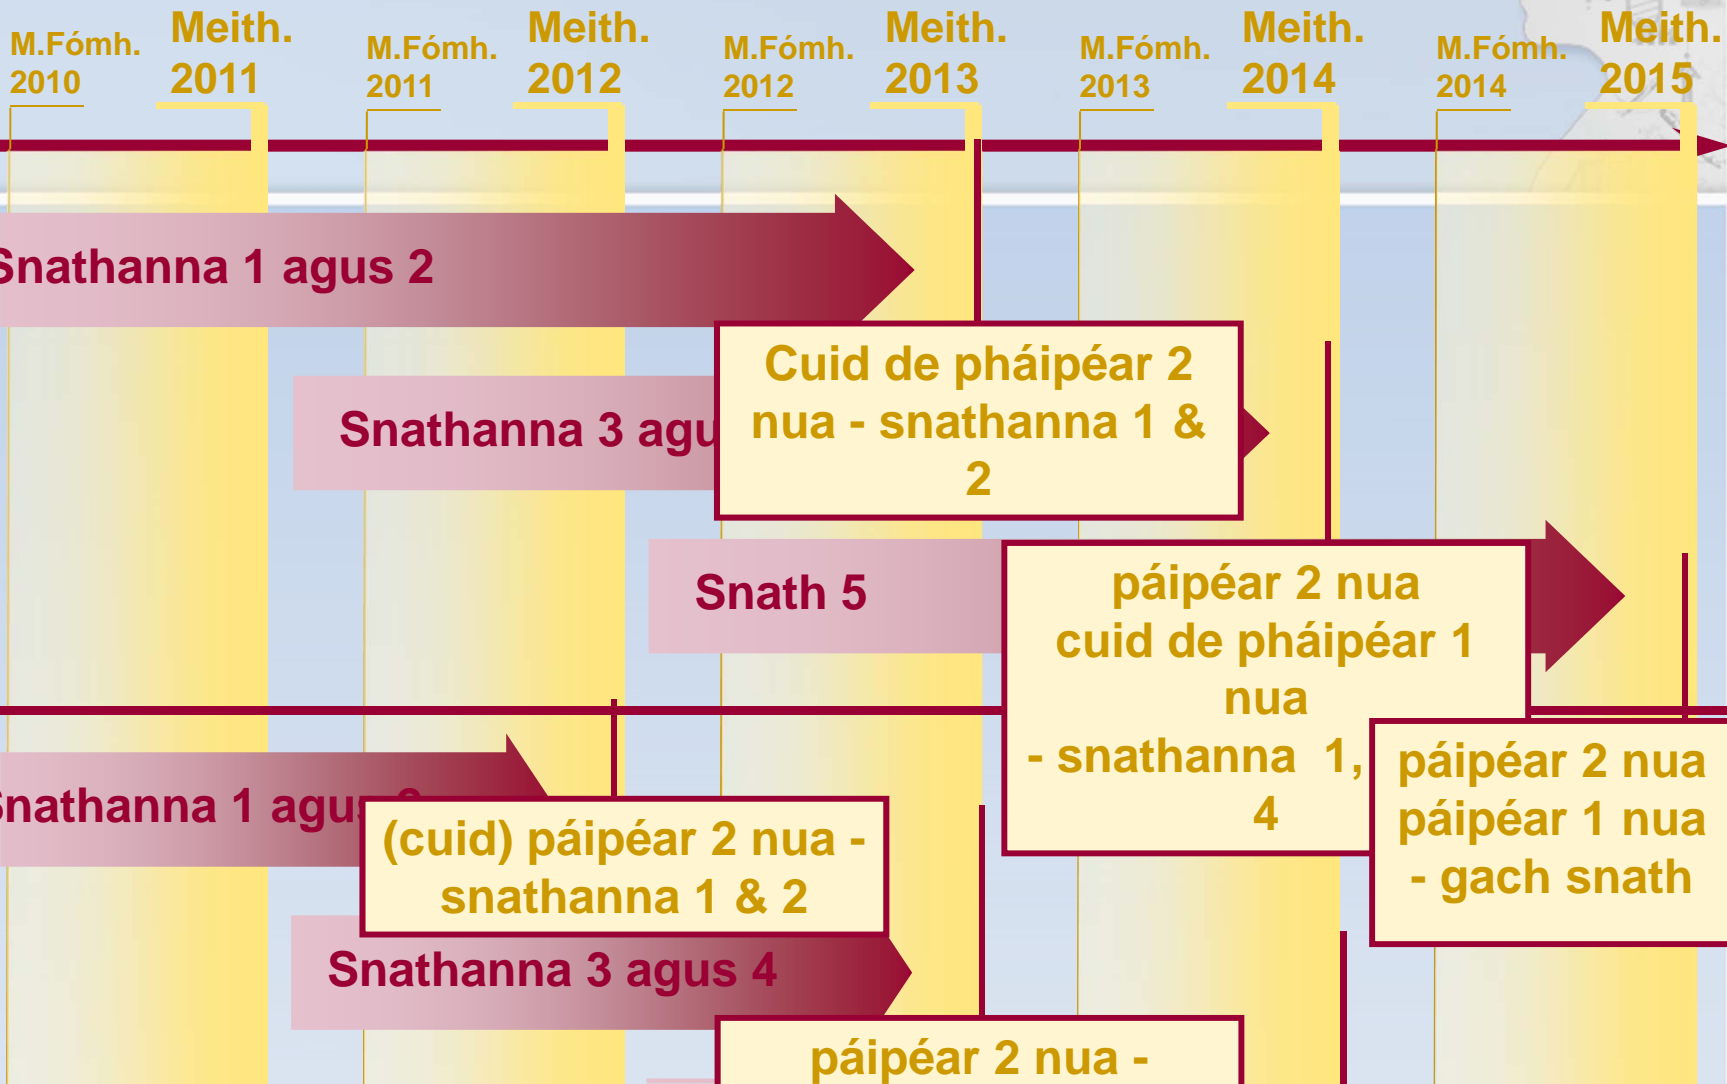 M.Fómh. 2010
Meith. 2011
M.Fómh. 2011
Meith. 2012
M.Fómh. 2012
Meith. 2013
M.Fómh. 2013
Meith. 2014
M.Fómh. 2014
Meith. 2015
Snathanna 1 agus 2
Snathanna 3 agu
Cuid de pháipéar 2
nua - snathanna 1 &
2
Snath 5
páipéar 2 nua
cuid de pháipéar 1
nua
- snathanna 1,
4
páipéar 2 nua
páipéar 1 nua
- gach snath
Snathanna 1 agus
(cuid) páipéar 2 nua -
snathanna 1 & 2
Snathanna 3 agus 4
páipéar 2 nua -